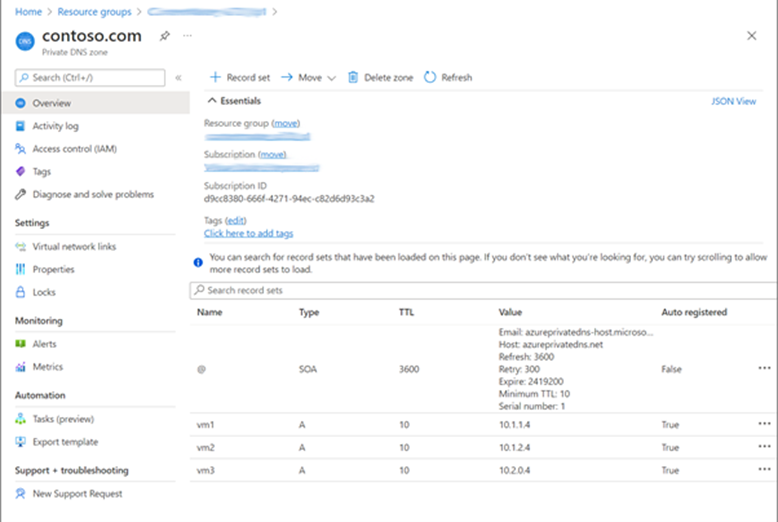 Home > Resource groups > >
DNS
contoso.com
Private DNS zone
Search (Ctrl+/)
Overview
Activity log
Access control (IAM)
Tags
Diagnose and solve problems
Settings
Virtual network links
Properties
Locks
Monitoring
Alerts
Metrics
Automation
Tasks (preview)
Export template
Support + troubleshooting
New Support Request
Record set Move Delete zone Refresh
Essentials JSON View
Resource group (move)
Subscription (move)
Subscription ID
d9cc8380-666f-4271-94ec-c82d6d93c3a2
Tags (edit)
Click here to add tags
You can search for record sets that have been loaded on this page. If you don't see what you're looking for, you can try scrolling to allow
more record sets to load.
Search record sets
Name Type TTL Value Auto registered
Email: azureprivatedns-host.microso...
Host: azureprivatedns.net
Refresh: 3600
@ SOA 3600 Retry: 300 False
Expire: 2419200
Minimum TTL: 10
Serial number: 1
vm1 A 10 10.1.1.4 True
vm2 A 10 10.1.2.4 True
vm3 A 10 10.2.0.4 True